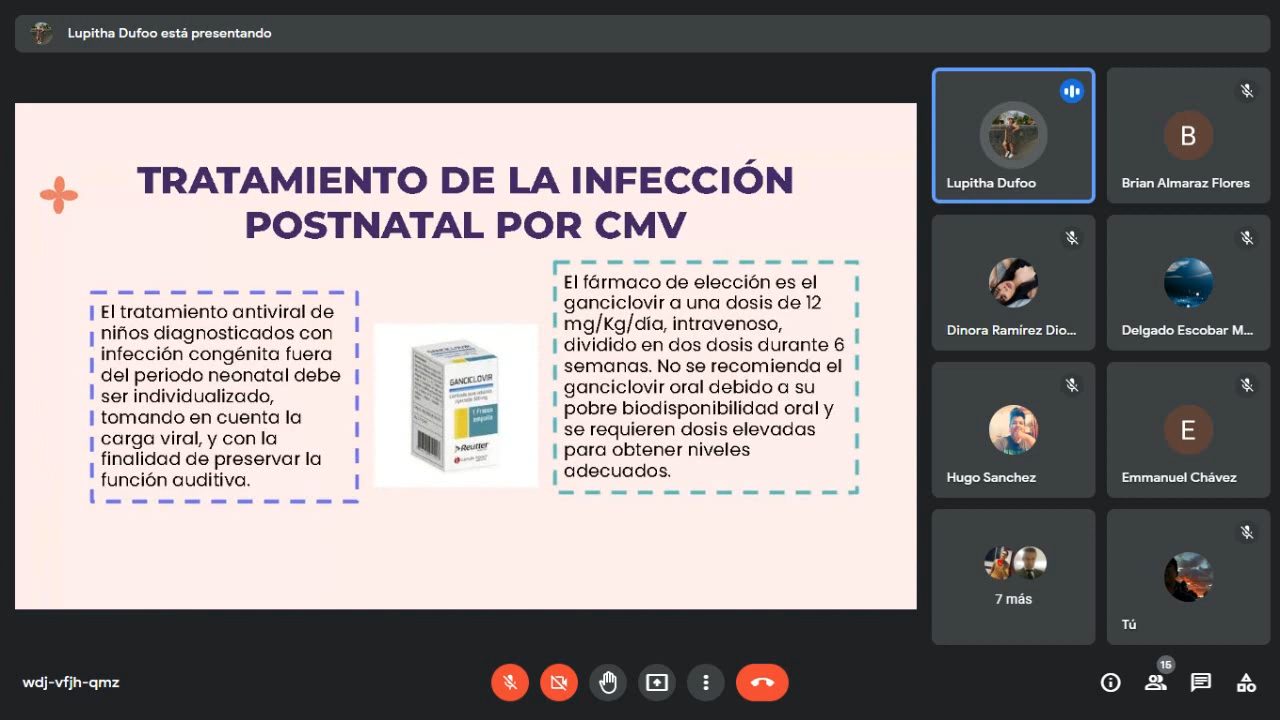 Lupitha Dufoo está presentando
TRATAMIENTO DE LA INFECCIÓN
POSTNATAL POR CMV
El tratamiento antiviral de
niños diagnosticados con
infección congénita fuera
del periodo neonatal debe
ser individualizado,
tomando en cuenta la
carga viral, y con la
finalidad de preservar la
función auditiva.
GANCICLOVIR
Reutter
El fármaco de elección es el
ganciclovir a una dosis de 12
mg/Kg/día, intravenoso,
dividido en dos dosis durante 6
semanas. No se recomienda el
ganciclovir oral debido a su
pobre biodisponibilidad oral y
se requieren dosis elevadas
para obtener niveles
adecuados.
Lupitha Dufoo
B
Brian Almaraz Flores
Dinora Ramírez Dio...
Delgado Escobar M...
Hugo Sanchez
E
Emmanuel Chávez
7 más
Tú
wdj-vfjh-qmz
15